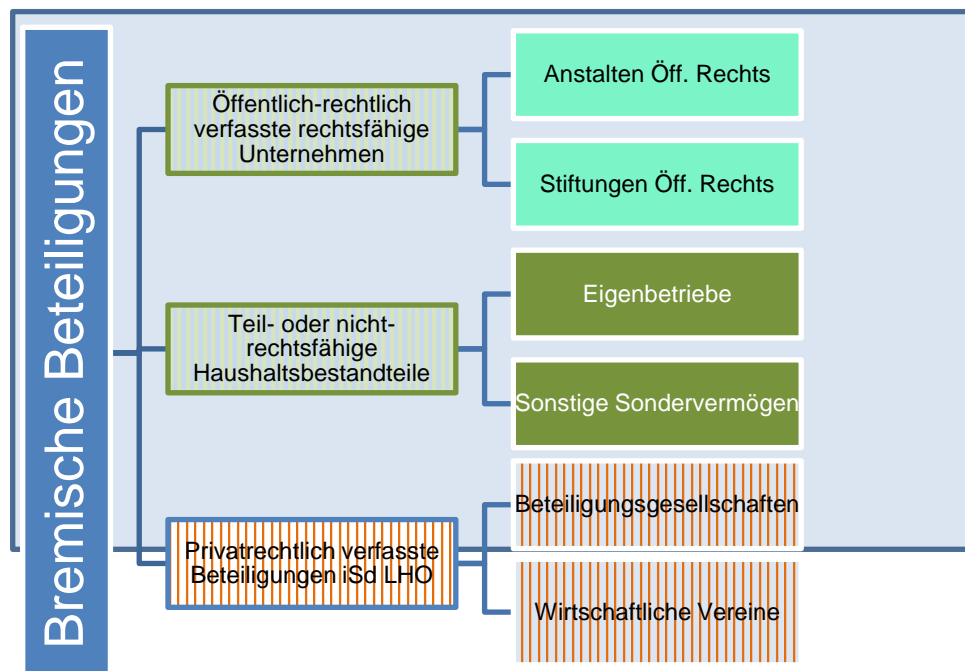 Bremische Beteiligungen
Öffentlich-rechtlich
verfasste rechtsfähige
Unternehmen
Anstalten Öff. Rechts
Stiftungen Öff. Rechts
Teil- oder nicht-
rechtsfähige
Haushaltsbestandteile
Eigenbetriebe
Sonstige Sondervermögen
Privatrechtlich verfasste
Beteiligungen iSd LHO
Beteiligungsgesellschaften
Wirtschaftliche Vereine